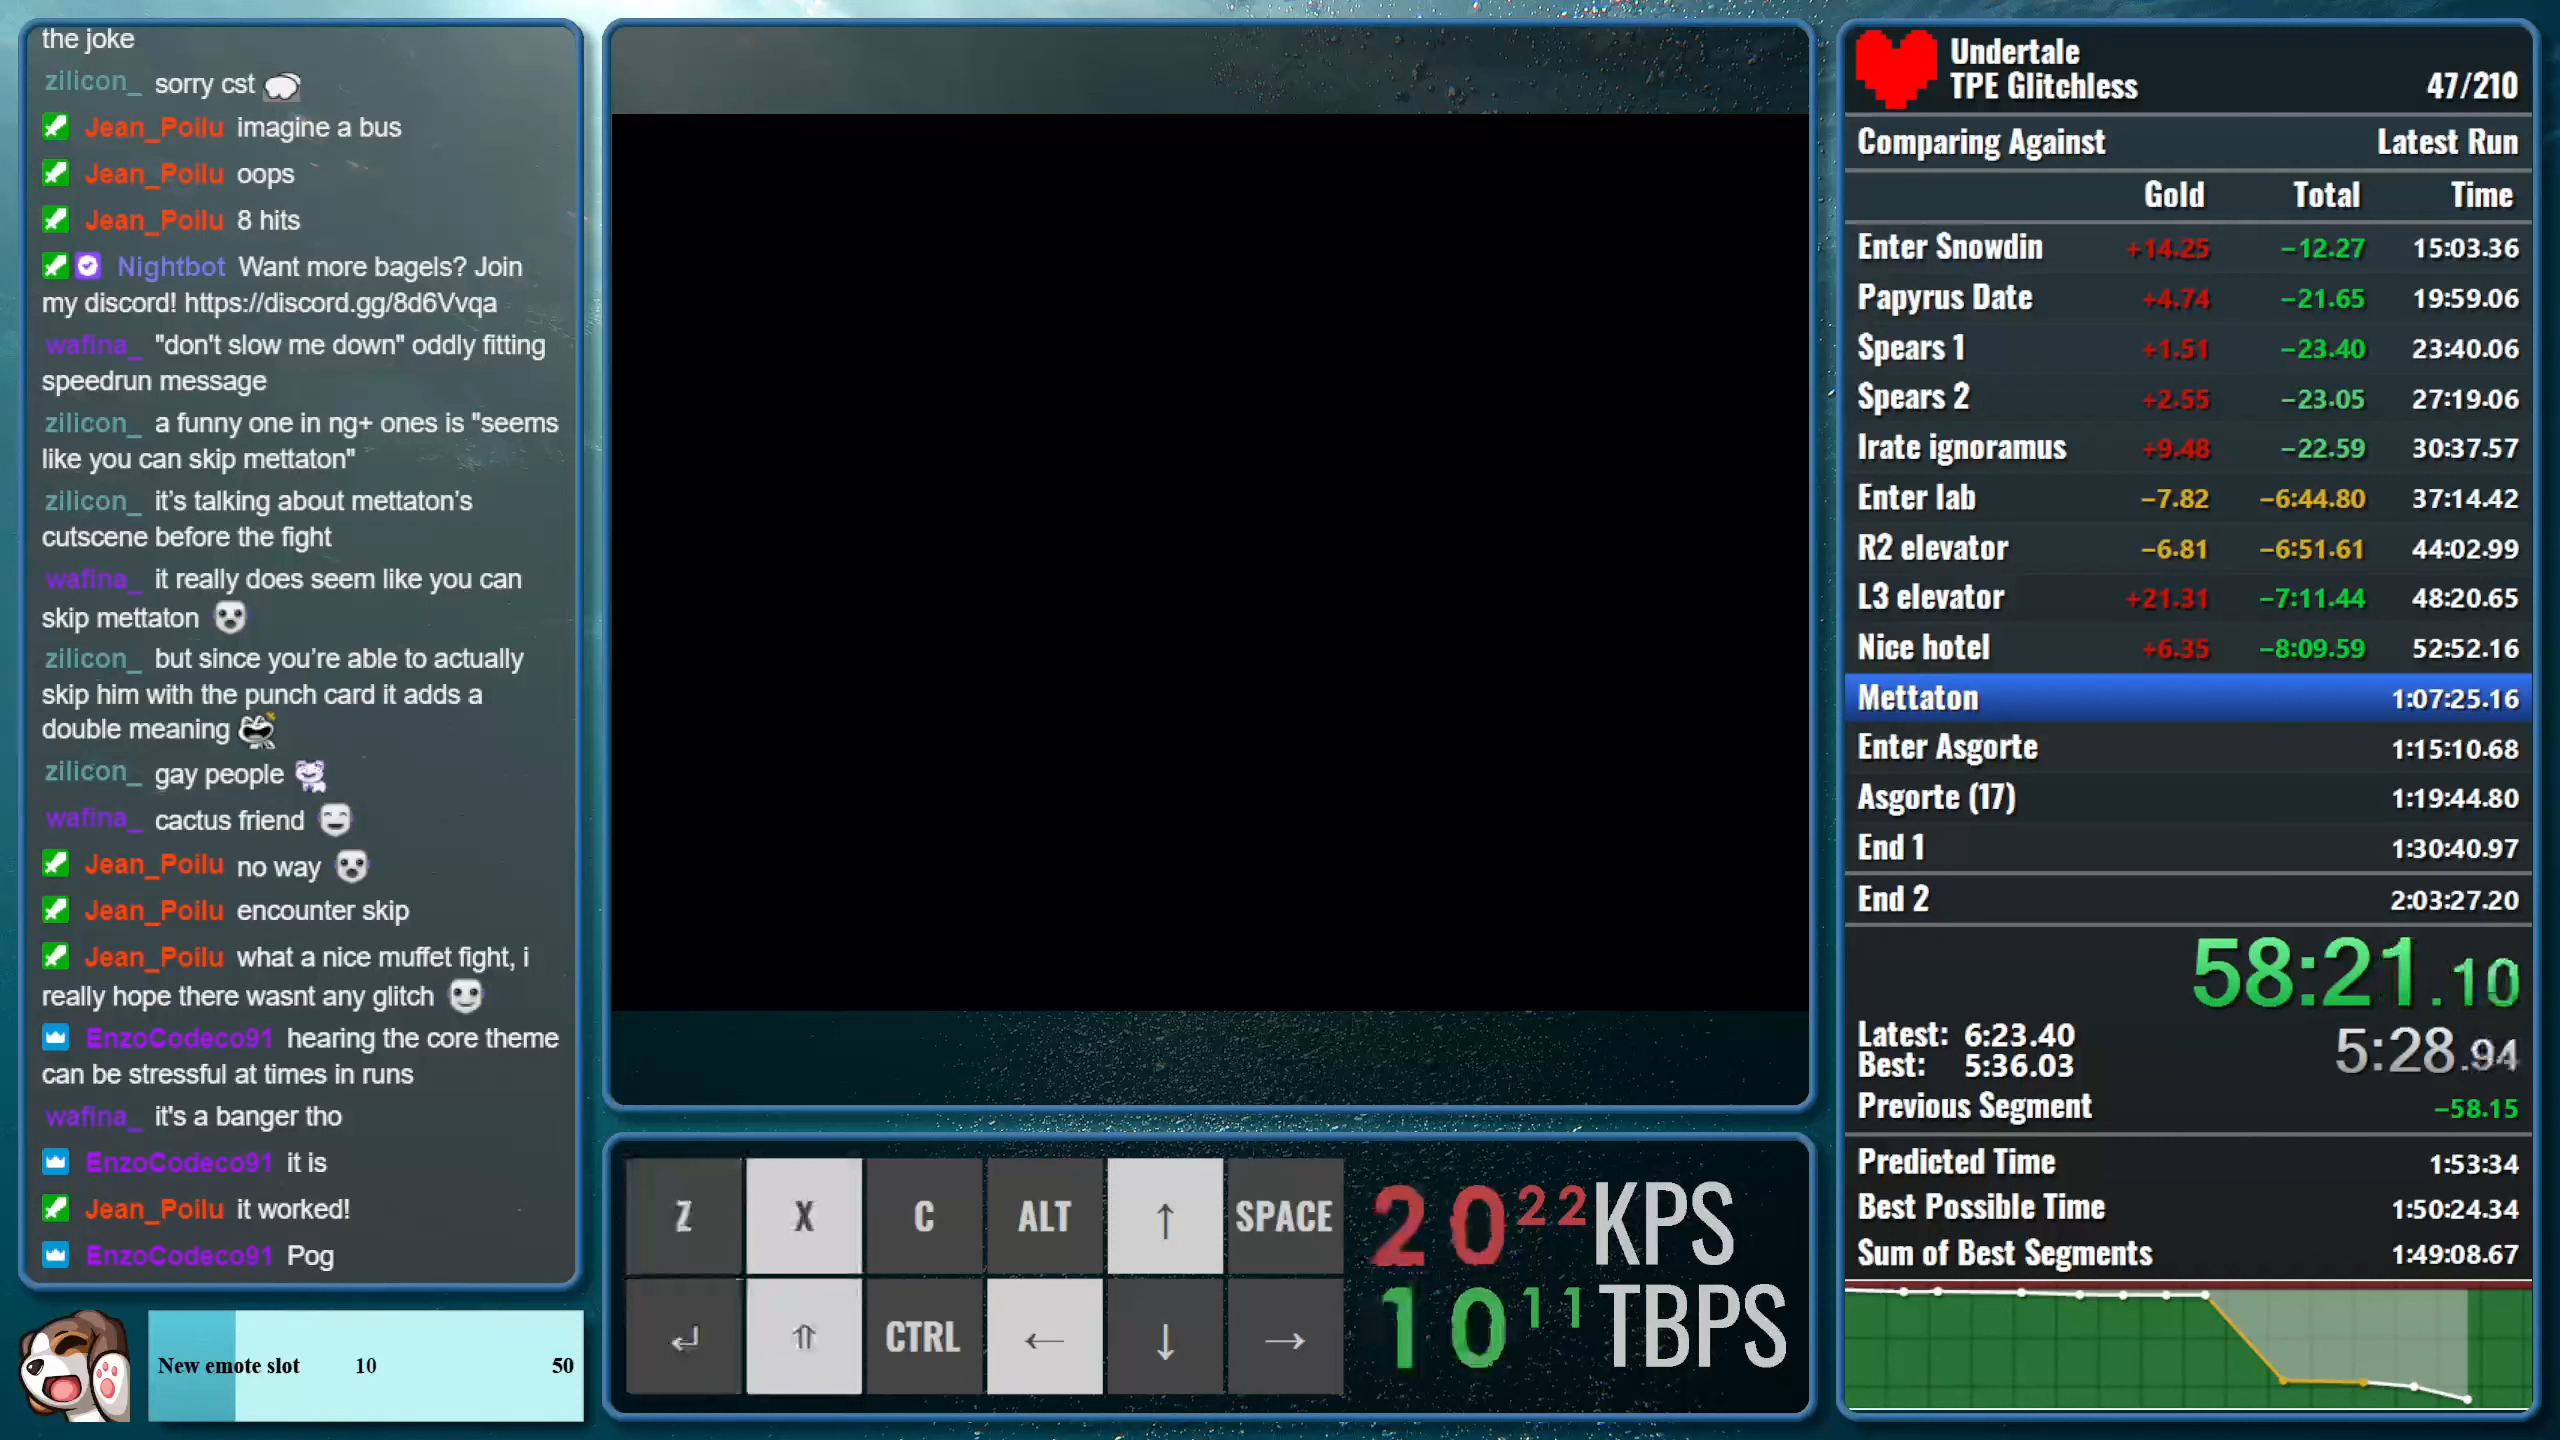 the joke
zilicon_ sorry cst
Jean_Poilu imagine a bus
Jean_Poilu oops
Jean_Poilu 8 hits
Nightbot Want more bagels? Join
my discord! https://discord.gg/8d6Vvqa
wafina_ "don't slow me down" oddly fitting
speedrun message
zilicon_ a funny one in ng+ ones is "seems
like you can skip mettaton"
zilicon_ it's talking about mettaton's
cutscene before the fight
wafina_ it really does seem like you can
skip mettaton
zilicon_ but since you're able to actually
skip him with the punch card it adds a
double meaning
zilicon_ gay people
wafina_ cactus friend
Jean_Poilu no way
Jean_Poilu encounter skip
Jean_Poilu what a nice muffet fight, i
really hope there wasnt any glitch
EnzoCodeco91 hearing the core theme
can be stressful at times in runs
wafina_ it's a banger tho
EnzoCodeco91 it is
Jean_Poilu it worked!
EnzoCodeco91 Pog
New emote slot 10 50
Z X C ALT ↑ SPACE
↵ ⇑ CTRL ← ↓ →
20 22 KPS
10 11 TBPS
Undertale
TPE Glitchless 47/210
Comparing Against Latest Run
Gold Total Time
Enter Snowdin +14.25 −12.27 15:03.36
Papyrus Date +4.74 −21.65 19:59.06
Spears 1 +1.51 −23.40 23:40.06
Spears 2 +2.55 −23.05 27:19.06
Irate ignoramus +9.48 −22.59 30:37.57
Enter lab −7.82 −6:44.80 37:14.42
R2 elevator −6.81 −6:51.61 44:02.99
L3 elevator +21.31 −7:11.44 48:20.65
Nice hotel +6.35 −8:09.59 52:52.16
Mettaton 1:07:25.16
Enter Asgorte 1:15:10.68
Asgorte (17) 1:19:44.80
End 1 1:30:40.97
End 2 2:03:27.20
58:21.10
Latest: 6:23.40
Best: 5:36.03
5:28.94
Previous Segment −58.15
Predicted Time 1:53:34
Best Possible Time 1:50:24.34
Sum of Best Segments 1:49:08.67